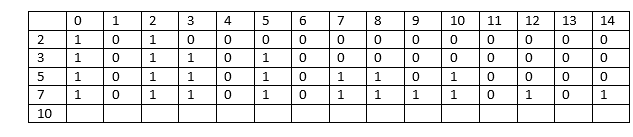 0 1 2 3 4 5 6 7 8 9 10 11 12 13 14
2 1 0 1 0 0 0 0 0 0 0 0 0 0 0 0
3 1 0 1 1 0 1 0 0 0 0 0 0 0 0 0
5 1 0 1 1 0 1 0 1 1 0 1 0 0 0 0
7 1 0 1 1 0 1 0 1 1 1 1 0 1 0 1
10